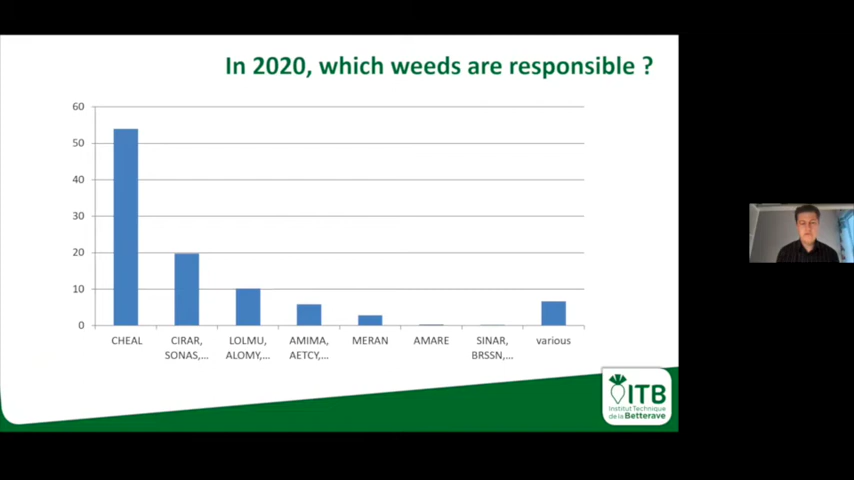 In 2020, which weeds are responsible ?
60
50
40
30
20
10
0
CHEAL
CIRAR,
SONAS,...
LOLMU,
ALOMY,...
AMIMA,
AETCY,...
MERAN
AMARE
SINAR,
BRSSN,...
various
ITB
Institut Technique
de la Betterave